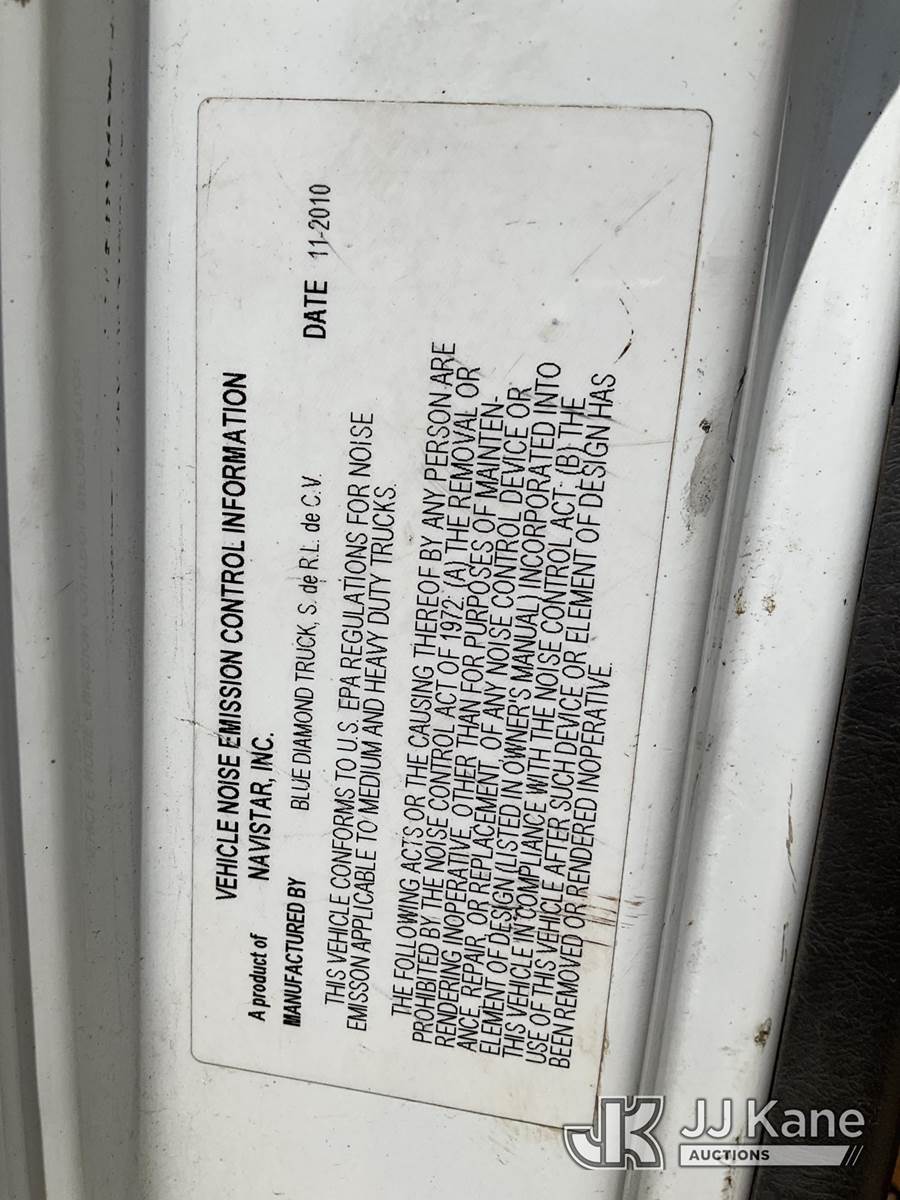 VEHICLE NOISE EMISSION CONTROL INFORMATION
A product of NAVISTAR, INC.
MANUFACTURED BY BLUE DIAMOND TRUCK, S. de R.L. de C.V. DATE 11-2010
THIS VEHICLE CONFORMS TO U.S. EPA REGULATIONS FOR NOISE
EMISSON APPLICABLE TO MEDIUM AND HEAVY DUTY TRUCKS.
THE FOLLOWING ACTS OR THE CAUSING THEREOF BY ANY PERSON ARE
PROHIBITED BY THE NOISE CONTROL ACT OF 1972: (A) THE REMOVAL OR
RENDERING INOPERATIVE, OTHER THAN FOR PURPOSES OF MAINTEN-
ANCE, REPAIR, OR REPLACEMENT, OF ANY NOISE CONTROL DEVICE OR
ELEMENT OF DESIGN (LISTED IN OWNER'S MANUAL) INCORPORATED INTO
THIS VEHICLE IN COMPLIANCE WITH THE NOISE CONTROL ACT: (B) THE
USE OF THIS VEHICLE AFTER SUCH DEVICE OR ELEMENT OF DESIGN HAS
BEEN REMOVED OR RENDERED INOPERATIVE.
JK JJ Kane
AUCTIONS